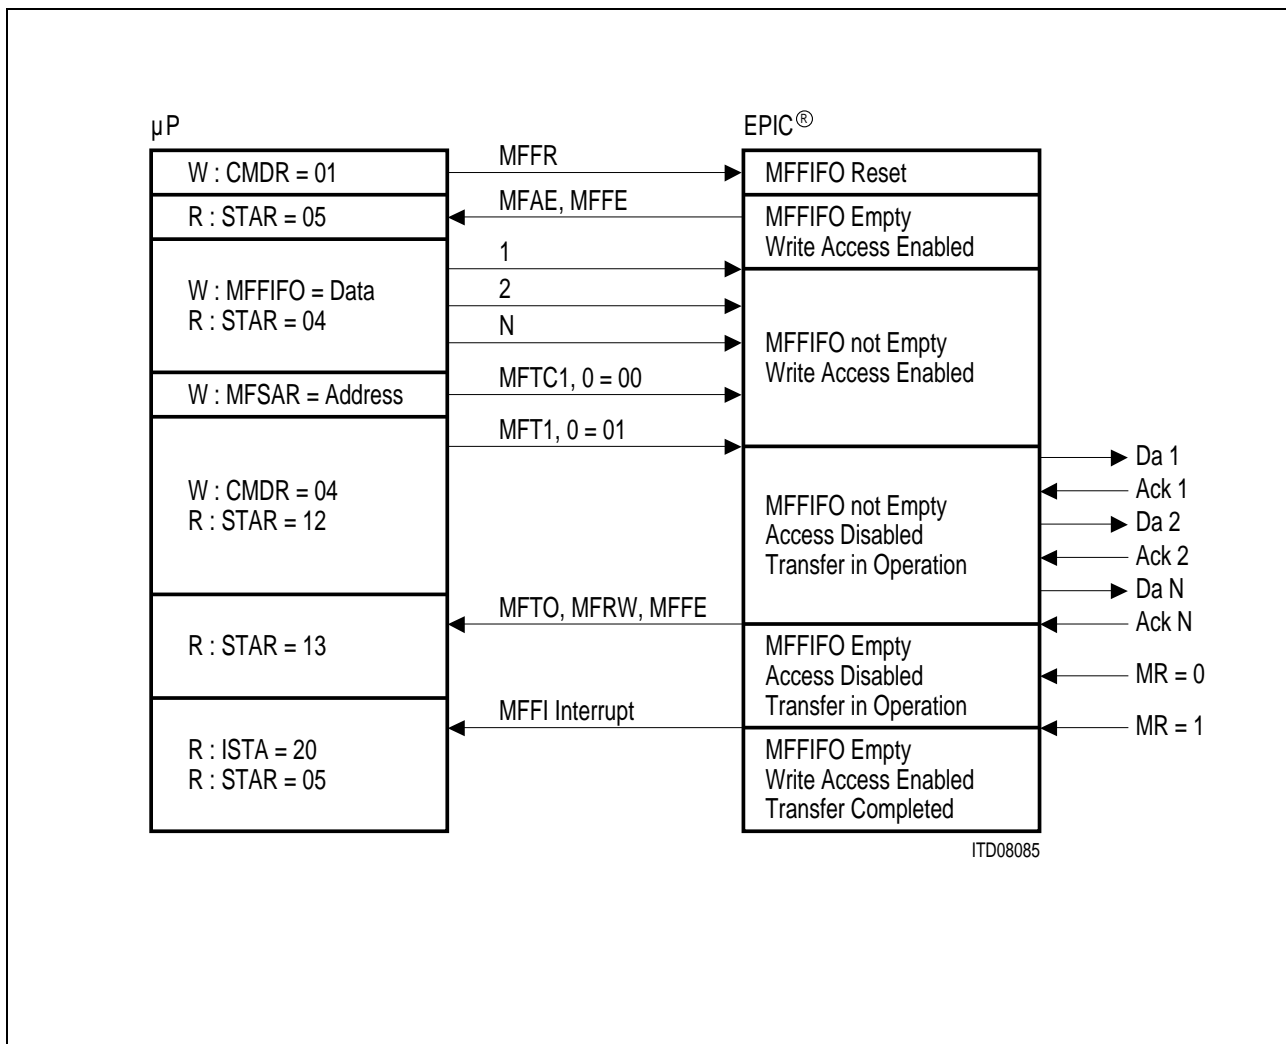 µP
EPIC®
W : CMDR = 01
MFFR
MFFIFO Reset
R : STAR = 05
MFAE, MFFE
MFFIFO Empty
Write Access Enabled
W : MFFIFO = Data
R : STAR = 04
1
2
N
MFFIFO not Empty
Write Access Enabled
W : MFSAR = Address
MFTC1, 0 = 00
MFT1, 0 = 01
W : CMDR = 04
R : STAR = 12
MFFIFO not Empty
Access Disabled
Transfer in Operation
Da 1
Ack 1
Da 2
Ack 2
Da N
Ack N
R : STAR = 13
MFTO, MFRW, MFFE
MFFIFO Empty
Access Disabled
Transfer in Operation
MR = 0
MR = 1
R : ISTA = 20
R : STAR = 05
MFFI Interrupt
MFFIFO Empty
Write Access Enabled
Transfer Completed
ITD08085